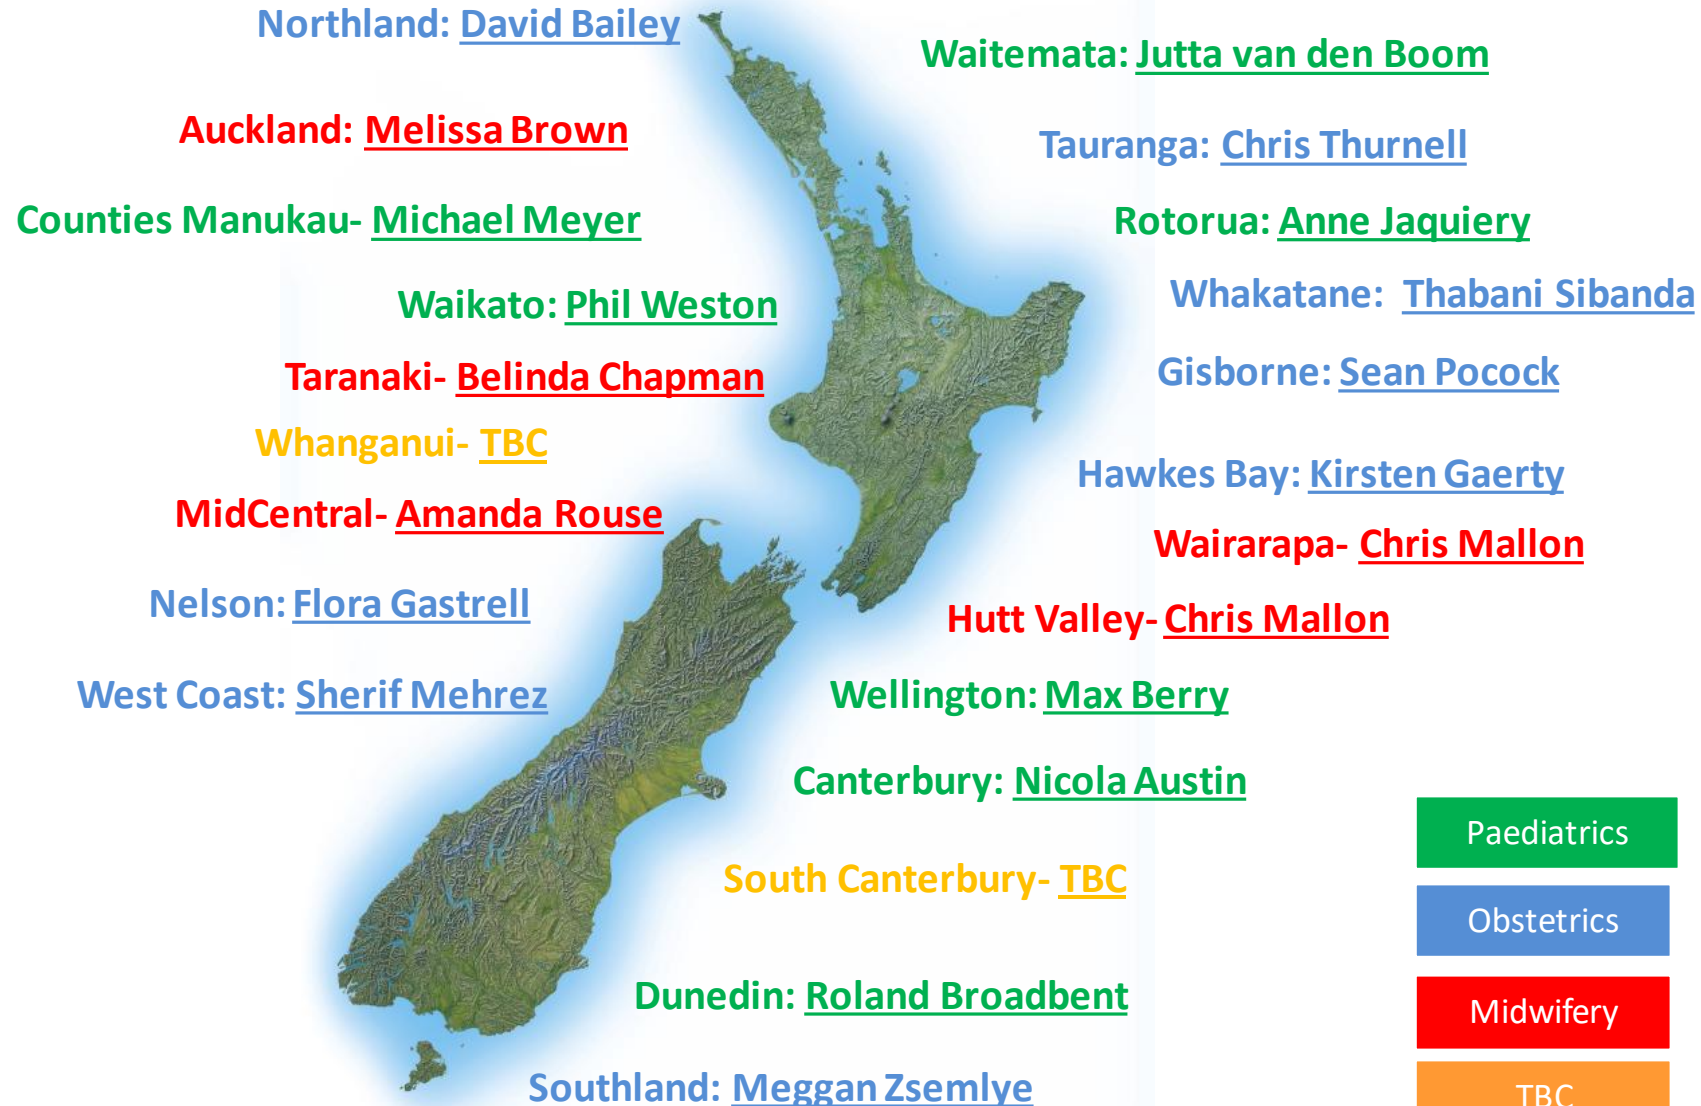 Northland: David Bailey
Waitemata: Jutta van den Boom
Auckland: Melissa Brown
Tauranga: Chris Thurnell
Counties Manukau- Michael Meyer
Rotorua: Anne Jaquiery
Waikato: Phil Weston
Whakatane: Thabani Sibanda
Taranaki- Belinda Chapman
Gisborne: Sean Pocock
Whanganui- TBC
Hawkes Bay: Kirsten Gaerty
MidCentral- Amanda Rouse
Wairarapa- Chris Mallon
Nelson: Flora Gastrell
Hutt Valley- Chris Mallon
West Coast: Sherif Mehrez
Wellington: Max Berry
Canterbury: Nicola Austin
South Canterbury- TBC
Dunedin: Roland Broadbent
Southland: Meggan Zsemlye
Paediatrics
Obstetrics
Midwifery
TBC